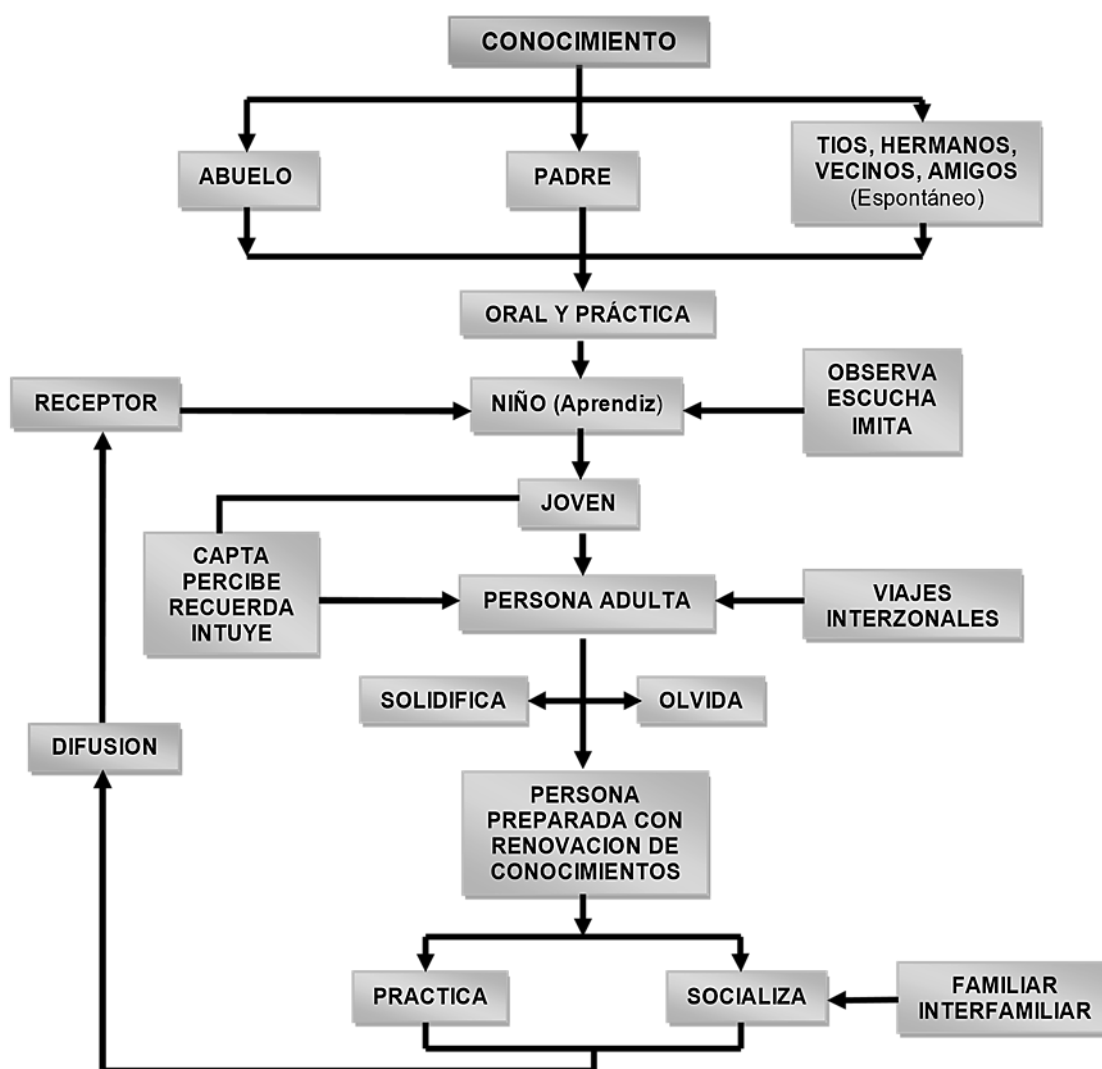 CONOCIMIENTO
ABUELO
PADRE
TIOS, HERMANOS,
VECINOS, AMIGOS
(Espontáneo)
ORAL Y PRÁCTICA
RECEPTOR
NIÑO (Aprendiz)
OBSERVA
ESCUCHA
IMITA
JOVEN
CAPTA
PERCIBE
RECUERDA
INTUYE
PERSONA ADULTA
VIAJES
INTERZONALES
SOLIDIFICA
OLVIDA
DIFUSION
PERSONA
PREPARADA CON
RENOVACION DE
CONOCIMIENTOS
PRACTICA
SOCIALIZA
FAMILIAR
INTERFAMILIAR